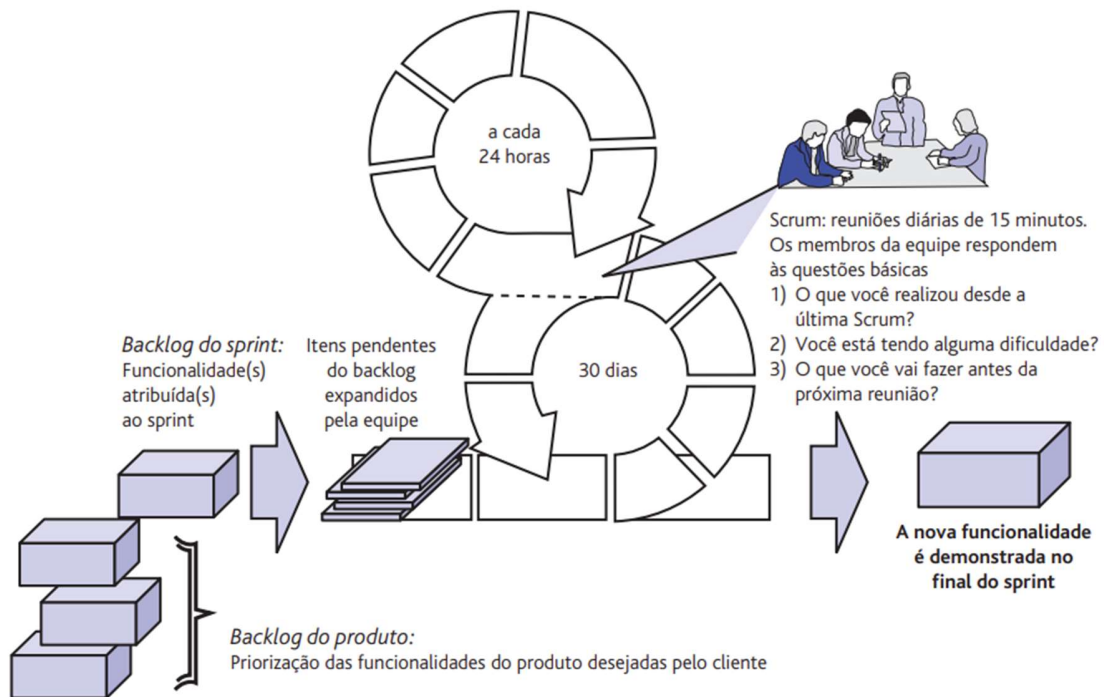 a cada
24 horas
Scrum: reuniões diárias de 15 minutos.
Os membros da equipe respondem
às questões básicas
1) O que você realizou desde a
última Scrum?
2) Você está tendo alguma dificuldade?
3) O que você vai fazer antes da
próxima reunião?
Backlog do sprint:
Funcionalidade(s)
atribuída(s)
ao sprint
Itens pendentes
do backlog
expandidos
pela equipe
30 dias
A nova funcionalidade
é demonstrada no
final do sprint
Backlog do produto:
Priorização das funcionalidades do produto desejadas pelo cliente